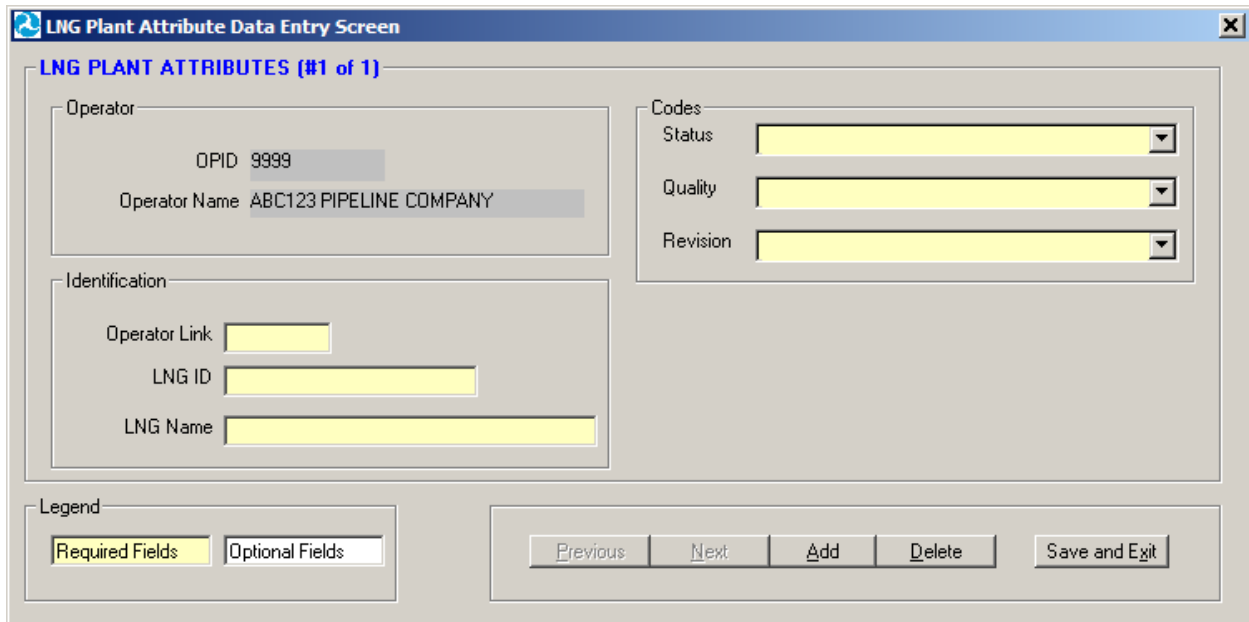 LNG Plant Attribute Data Entry Screen
LNG PLANT ATTRIBUTES (#1 of 1)
Operator
OPID 9999
Operator Name ABC123 PIPELINE COMPANY
Identification
Operator Link
LNG ID
LNG Name
Codes
Status
Quality
Revision
Legend
Required Fields Optional Fields
Previous Next Add Delete Save and Exit